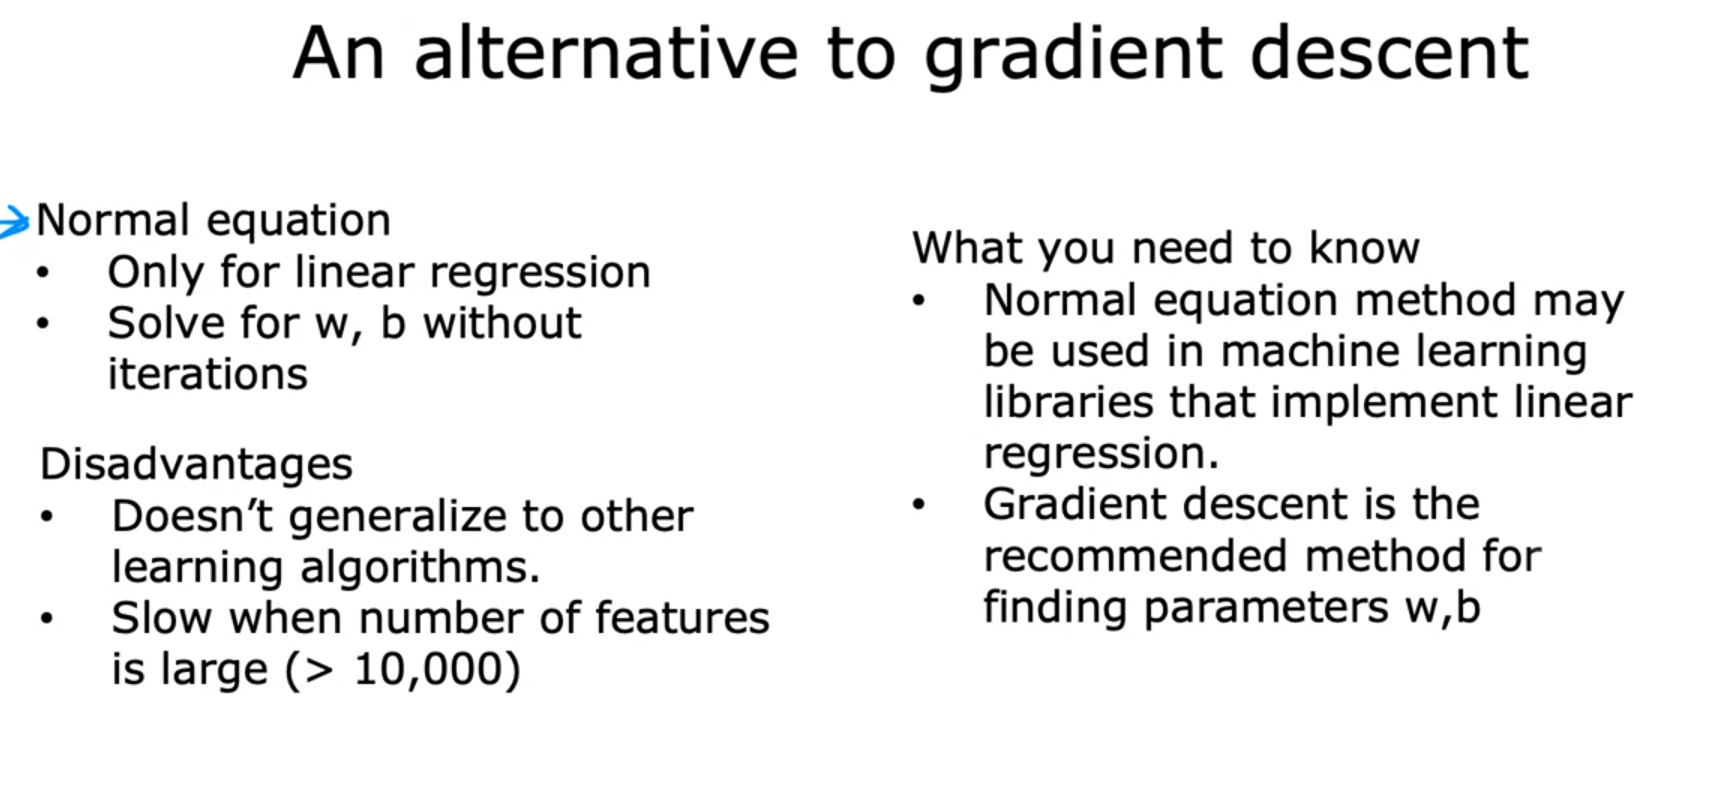 An alternative to gradient descent
Normal equation
• Only for linear regression
• Solve for w, b without
iterations
Disadvantages
• Doesn’t generalize to other
learning algorithms.
• Slow when number of features
is large (> 10,000)
What you need to know
• Normal equation method may
be used in machine learning
libraries that implement linear
regression.
• Gradient descent is the
recommended method for
finding parameters w,b